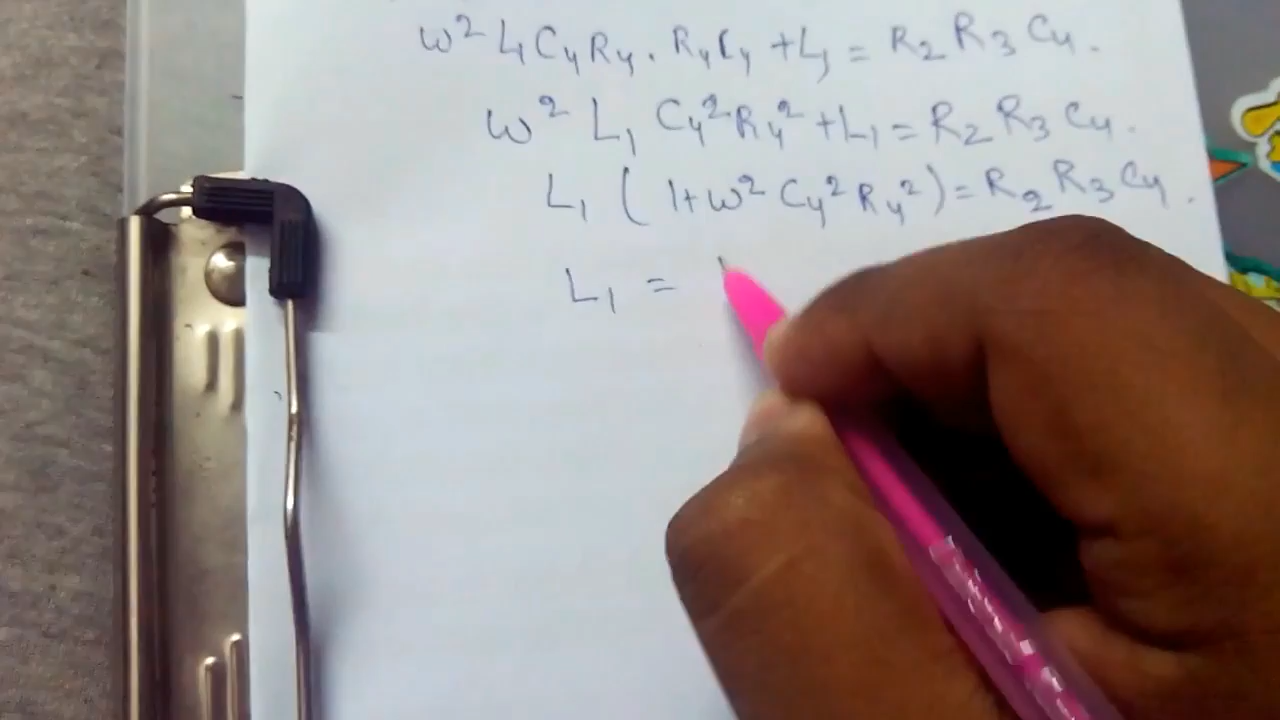 ω² L₁ C₄ R₄ . R₄ C₄ + L₁ = R₂ R₃ C₄ .
ω² L₁ C₄² R₄² + L₁ = R₂ R₃ C₄ .
L₁ ( 1 + ω² C₄² R₄² ) = R₂ R₃ C₄ .
L₁ =